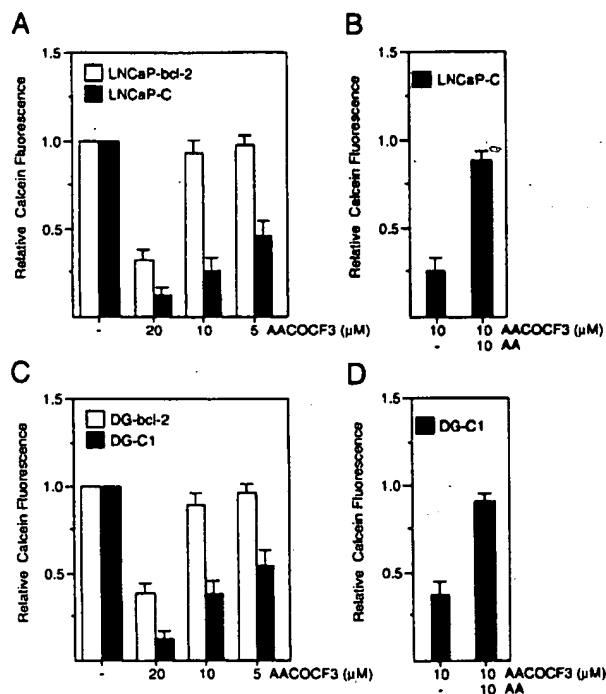 A
Relative Calcein Fluorescence
1.5
1.0
0.5
LNCaP-bcl-2
LNCaP-C
- 20 10 5 AACOCF3 (µM)
B
Relative Calcein Fluorescence
1.5
1.0
0.5
LNCaP-C
10 10 AACOCF3 (µM)
- 10 AA
C
Relative Calcein Fluorescence
1.5
1.0
0.5
DG-bcl-2
DG-C1
- 20 10 5 AACOCF3 (µM)
D
Relative Calcein Fluorescence
1.5
1.0
0.5
DG-C1
10 10 AACOCF3 (µM)
- 10 AA